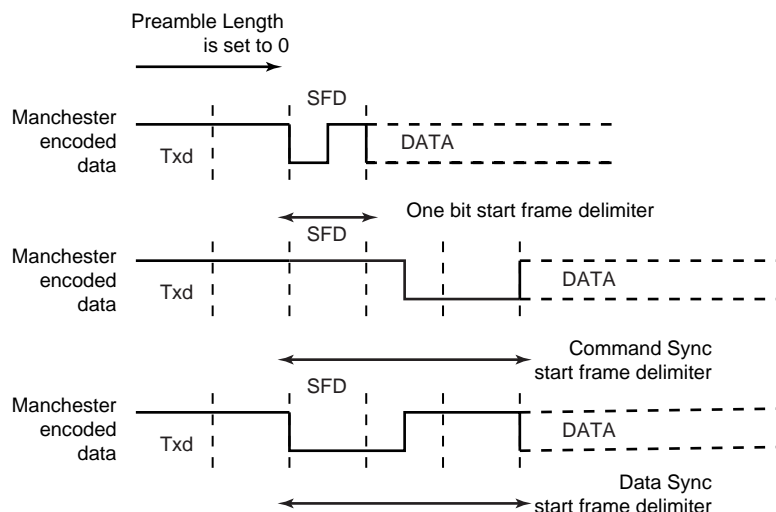 Preamble Length
is set to 0
SFD
Manchester
encoded
data
Txd
DATA
One bit start frame delimiter
SFD
Manchester
encoded
data
Txd
DATA
Command Sync
start frame delimiter
SFD
Manchester
encoded
data
Txd
DATA
Data Sync
start frame delimiter